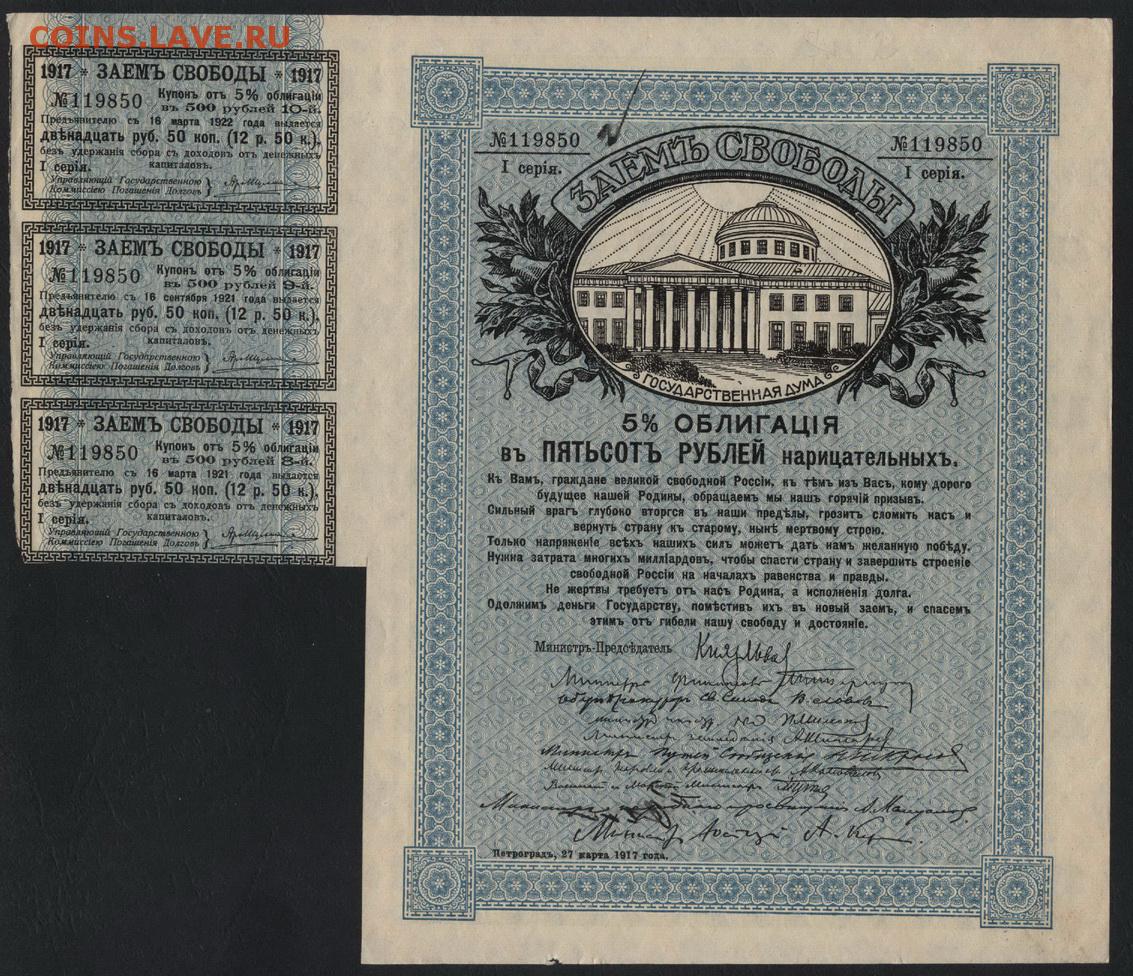 COINS.LAVE.RU
1917 * ЗАЕМЪ СВОБОДЫ * 1917
№119850
Купонъ отъ 5% облигаціи
въ 500 рублей 10-й.
Предъявителю съ 16 марта 1922 года выдается
двѣнадцать руб. 50 коп. (12 р. 50 к.),
безъ удержанія сбора съ доходовъ отъ денежныхъ
I серія.
капиталовъ.
Управляющій Государственною
Коммиссіею Погашенія Долговъ
1917 * ЗАЕМЪ СВОБОДЫ * 1917
№119850
Купонъ отъ 5% облигаціи
въ 500 рублей 9-й.
Предъявителю съ 16 сентября 1921 года выдается
двѣнадцать руб. 50 коп. (12 р. 50 к.),
безъ удержанія сбора съ доходовъ отъ денежныхъ
I серія.
капиталовъ.
Управляющій Государственною
Коммиссіею Погашенія Долговъ
1917 * ЗАЕМЪ СВОБОДЫ * 1917
№119850
Купонъ отъ 5% облигаціи
въ 500 рублей 8-й.
Предъявителю съ 16 марта 1921 года выдается
двѣнадцать руб. 50 коп. (12 р. 50 к.),
безъ удержанія сбора съ доходовъ отъ денежныхъ
I серія.
капиталовъ.
Управляющій Государственною
Коммиссіею Погашенія Долговъ
№119850
I серія.
№119850
I серія.
ЗАЕМЪ СВОБОДЫ
ГОСУДАРСТВЕННАЯ ДУМА
5% ОБЛИГАЦІЯ
въ ПЯТЬСОТЪ РУБЛЕЙ нарицательныхъ.
Къ Вамъ, граждане великой свободной Россіи, къ тѣмъ изъ Васъ, кому дорого
будущее нашей Родины, обращаемъ мы нашъ горячій призывъ.
Сильный врагъ глубоко вторгся въ наши предѣлы, грозитъ сломить насъ и
вернуть страну къ старому, нынѣ мертвому строю.
Только напряженіе всѣхъ нашихъ силъ можетъ дать намъ желанную побѣду.
Нужна затрата многихъ милліардовъ, чтобы спасти страну и завершить строеніе
свободной Россіи на началахъ равенства и правды.
Не жертвы требуетъ отъ насъ Родина, а исполненія долга.
Одолжимъ деньги Государству, помѣстивъ ихъ въ новый заемъ, и спасемъ
этимъ отъ гибели нашу свободу и достояніе.
Министръ-Предсѣдатель Князь Львов
Министръ Финансовъ
Министръ Путей Сообщенія
Министръ Юстиціи А.
Петроградъ, 27 марта 1917 года.